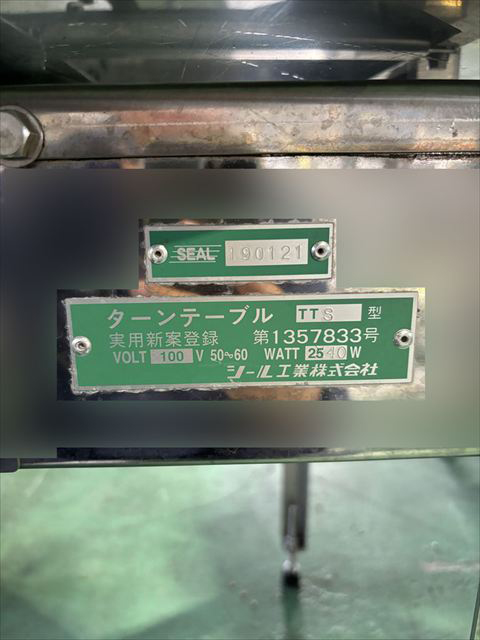 SEAL 190121
ターンテーブル TTS 型
実用新案登録 第1357833号
VOLT 100 V 50~60 WATT 2540 W
シール工業株式会社